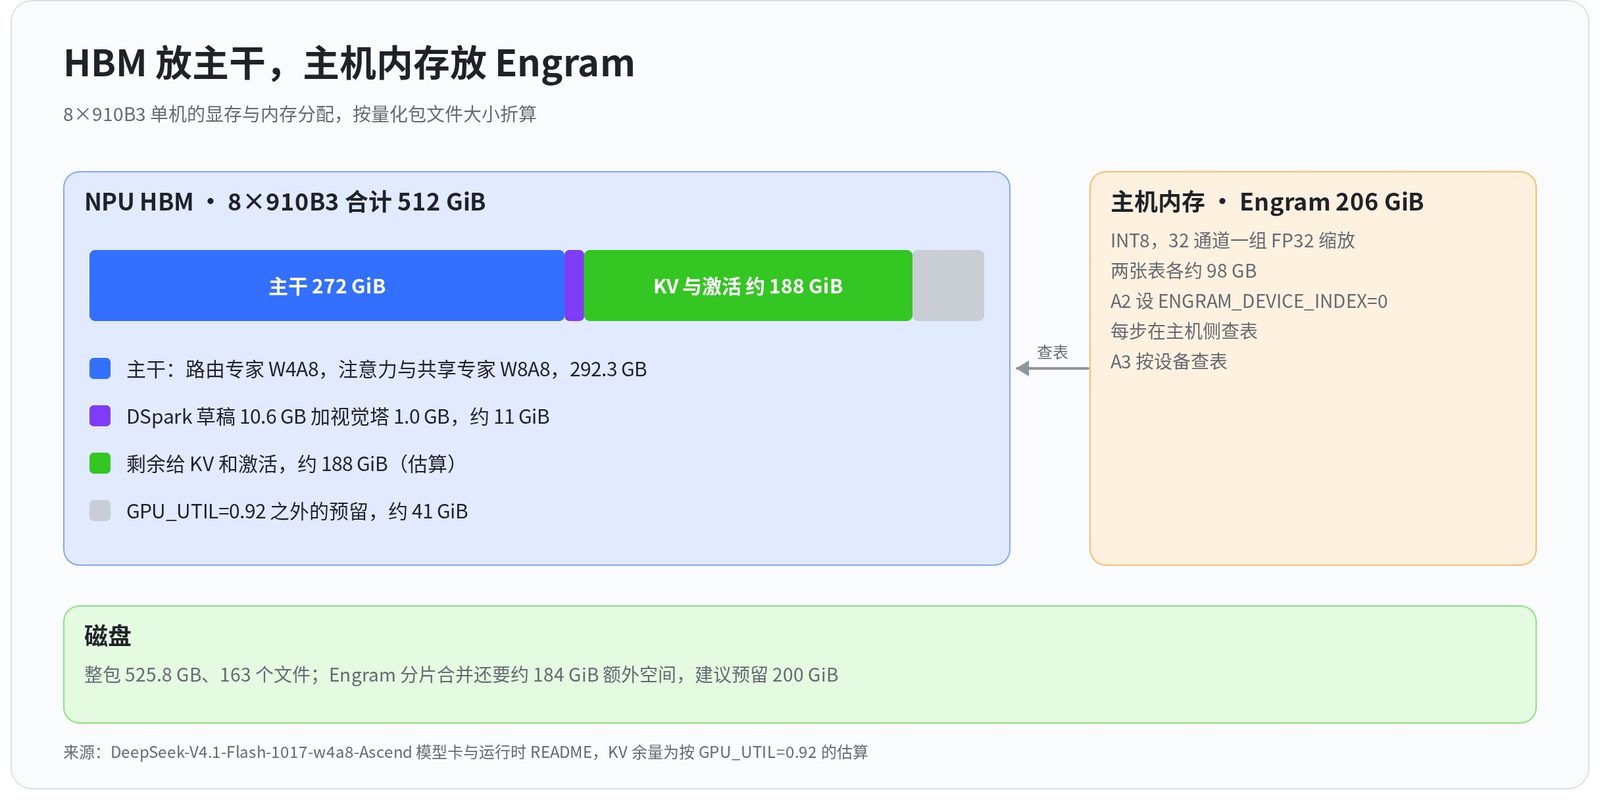 HBM 放主干，主机内存放 Engram
8×910B3 单机的显存与内存分配，按量化包文件大小折算
NPU HBM · 8×910B3 合计 512 GiB
主干 272 GiB
KV 与激活 约 188 GiB
主干：路由专家 W4A8，注意力与共享专家 W8A8，292.3 GB
DSpark 草稿 10.6 GB 加视觉塔 1.0 GB，约 11 GiB
剩余给 KV 和激活，约 188 GiB（估算）
GPU_UTIL=0.92 之外的预留，约 41 GiB
查表
主机内存 · Engram 206 GiB
INT8，32 通道一组 FP32 缩放
两张表各约 98 GB
A2 设 ENGRAM_DEVICE_INDEX=0
每步在主机侧查表
A3 按设备查表
磁盘
整包 525.8 GB、163 个文件；Engram 分片合并还要约 184 GiB 额外空间，建议预留 200 GiB
来源：DeepSeek-V4.1-Flash-1017-w4a8-Ascend 模型卡与运行时 README，KV 余量为按 GPU_UTIL=0.92 的估算